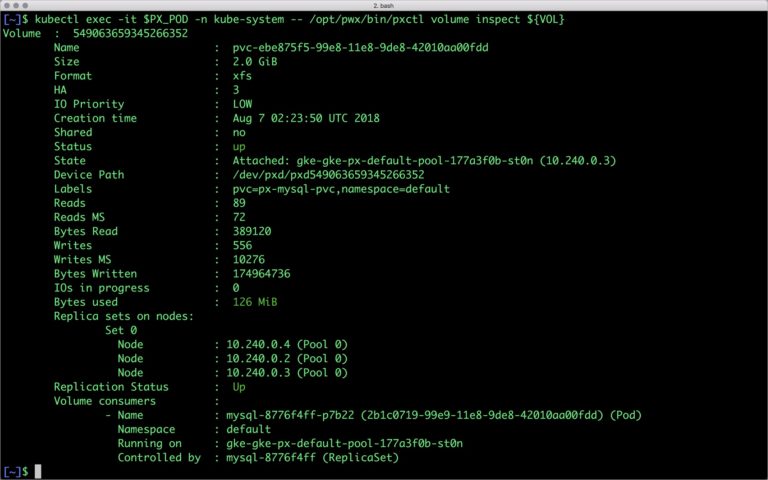 2. bash
[~]$ kubectl exec -it $PX_POD -n kube-system -- /opt/pwx/bin/pxctl volume inspect ${VOL}
Volume : 549063659345266352
Name : pvc-ebe875f5-99e8-11e8-9de8-42010aa00fdd
Size : 2.0 GiB
Format : xfs
HA : 3
IO Priority : LOW
Creation time : Aug 7 02:23:50 UTC 2018
Shared : no
Status : up
State : Attached: gke-gke-px-default-pool-177a3f0b-st0n (10.240.0.3)
Device Path : /dev/pxd/pxd549063659345266352
Labels : pvc=px-mysql-pvc,namespace=default
Reads : 89
Reads MS : 72
Bytes Read : 389120
Writes : 556
Writes MS : 10276
Bytes Written : 174964736
IOs in progress : 0
Bytes used : 126 MiB
Replica sets on nodes:
Set 0
Node : 10.240.0.4 (Pool 0)
Node : 10.240.0.2 (Pool 0)
Node : 10.240.0.3 (Pool 0)
Replication Status : Up
Volume consumers :
- Name : mysql-8776f4ff-p7b22 (2b1c0719-99e9-11e8-9de8-42010aa00fdd) (Pod)
Namespace : default
Running on : gke-gke-px-default-pool-177a3f0b-st0n
Controlled by : mysql-8776f4ff (ReplicaSet)
[~]$